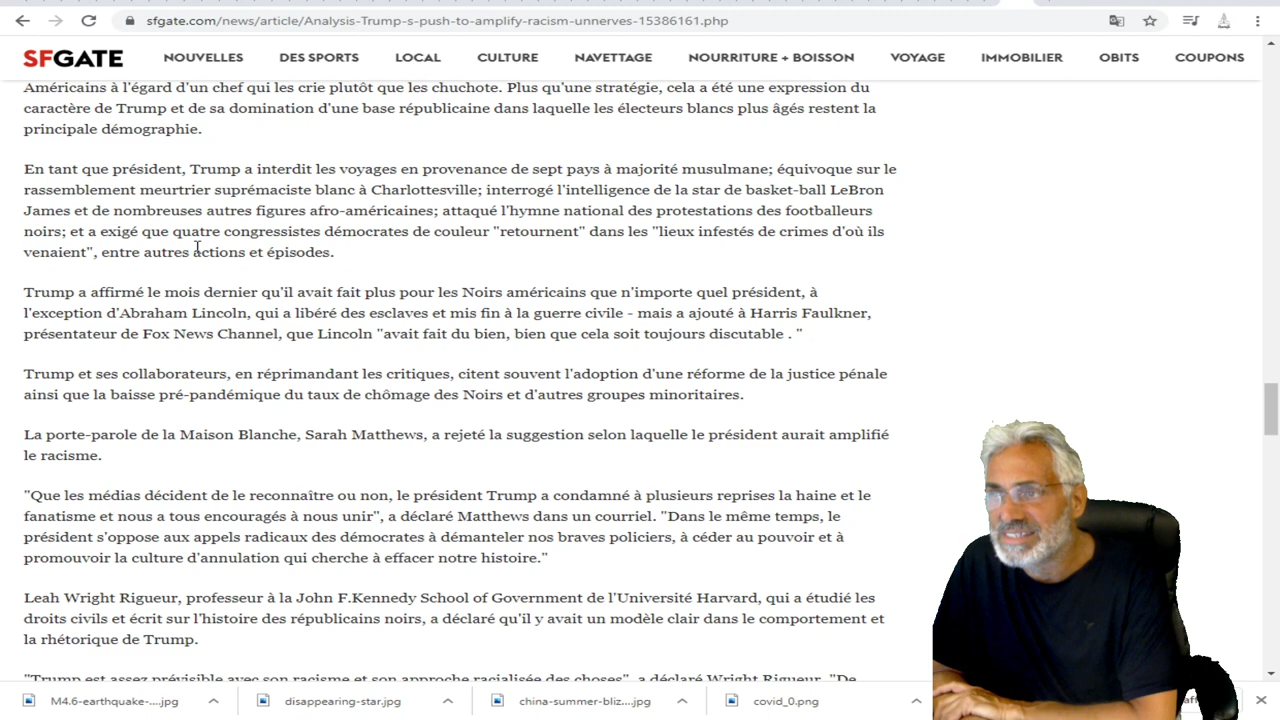 sfgate.com/news/article/Analysis-Trump-s-push-to-amplify-racism-unnerves-15386161.php
SFGATE NOUVELLES DES SPORTS LOCAL CULTURE NAVETTAGE NOURRITURE + BOISSON VOYAGE IMMOBILIER OBITS COUPONS
Américains à l'égard d'un chef qui les crie plutôt que les chuchote. Plus qu'une stratégie, cela a été une expression du
caractère de Trump et de sa domination d'une base républicaine dans laquelle les électeurs blancs plus âgés restent la
principale démographie.
En tant que président, Trump a interdit les voyages en provenance de sept pays à majorité musulmane; équivoque sur le
rassemblement meurtrier suprémaciste blanc à Charlottesville; interrogé l'intelligence de la star de basket-ball LeBron
James et de nombreuses autres figures afro-américaines; attaqué l'hymne national des protestations des footballeurs
noirs; et a exigé que quatre congressistes démocrates de couleur "retournent" dans les "lieux infestés de crimes d'où ils
venaient", entre autres actions et épisodes.
Trump a affirmé le mois dernier qu'il avait fait plus pour les Noirs américains que n'importe quel président, à
l'exception d'Abraham Lincoln, qui a libéré des esclaves et mis fin à la guerre civile - mais a ajouté à Harris Faulkner,
présentateur de Fox News Channel, que Lincoln "avait fait du bien, bien que cela soit toujours discutable . "
Trump et ses collaborateurs, en réprimandant les critiques, citent souvent l'adoption d'une réforme de la justice pénale
ainsi que la baisse pré-pandémique du taux de chômage des Noirs et d'autres groupes minoritaires.
La porte-parole de la Maison Blanche, Sarah Matthews, a rejeté la suggestion selon laquelle le président aurait amplifié
le racisme.
"Que les médias décident de le reconnaître ou non, le président Trump a condamné à plusieurs reprises la haine et le
fanatisme et nous a tous encouragés à nous unir", a déclaré Matthews dans un courriel. "Dans le même temps, le
président s'oppose aux appels radicaux des démocrates à démanteler nos braves policiers, à céder au pouvoir et à
promouvoir la culture d'annulation qui cherche à effacer notre histoire."
Leah Wright Rigueur, professeur à la John F.Kennedy School of Government de l'Université Harvard, qui a étudié les
droits civils et écrit sur l'histoire des républicains noirs, a déclaré qu'il y avait un modèle clair dans le comportement et
la rhétorique de Trump.
"Trump est assez prévisible avec son racisme et son approche racialisée des choses", a déclaré Wright Rigueur. "De
M4.6-earthquake-....jpg disappearing-star.jpg china-summer-bliz....jpg covid_0.png